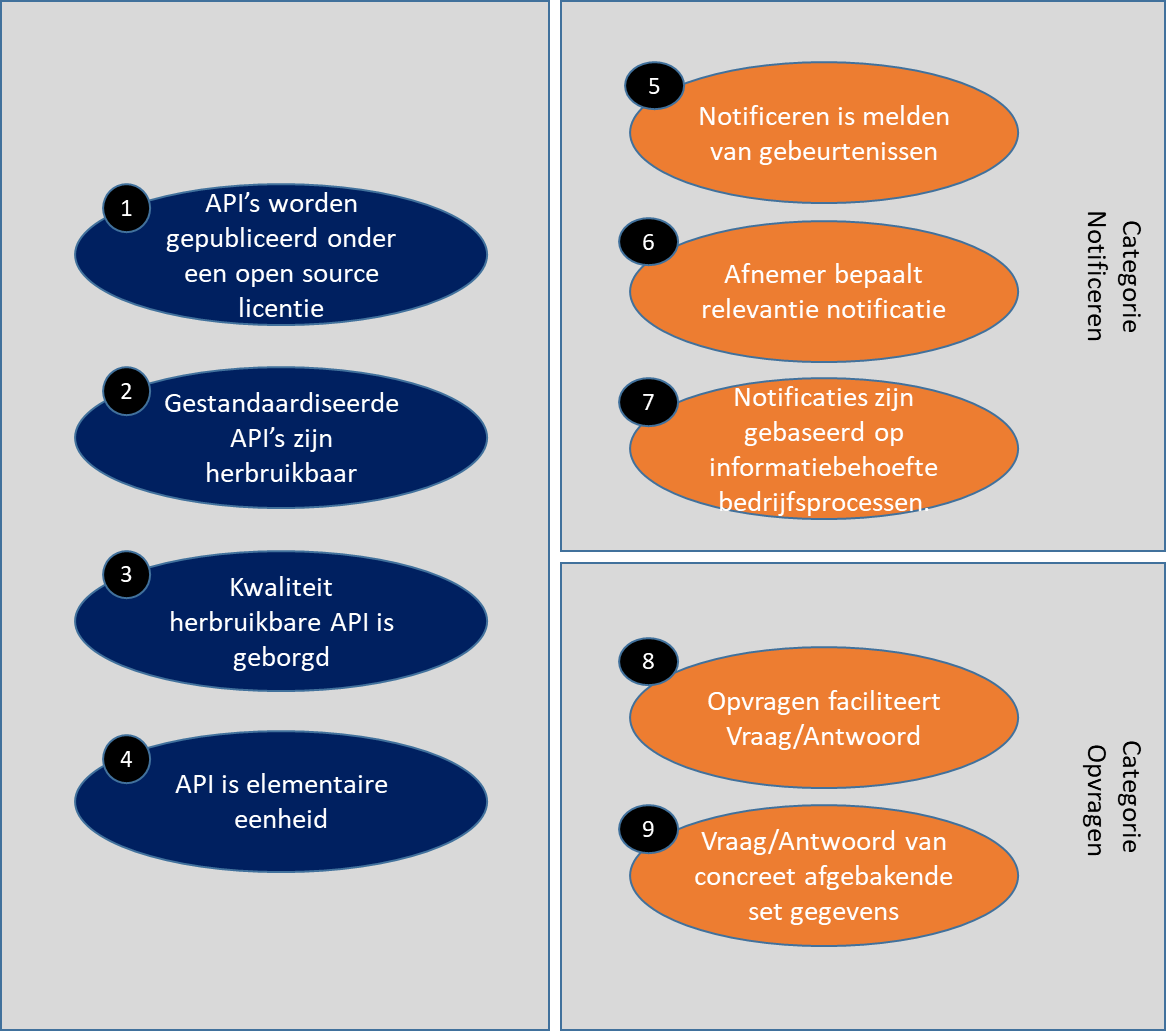 1
API’s worden
gepubliceerd onder
een open source
licentie
2
Gestandaardiseerde
API’s zijn
herbruikbaar
3
Kwaliteit
herbruikbare API is
geborgd
4
API is elementaire
eenheid
5
Notificeren is melden
van gebeurtenissen
6
Afnemer bepaalt
relevantie notificatie
7
Notificaties zijn
gebaseerd op
informatiebehoefte
bedrijfsprocessen.
Categorie
Notificeren
8
Opvragen faciliteert
Vraag/Antwoord
9
Vraag/Antwoord van
concreet afgebakende
set gegevens
Categorie
Opvragen